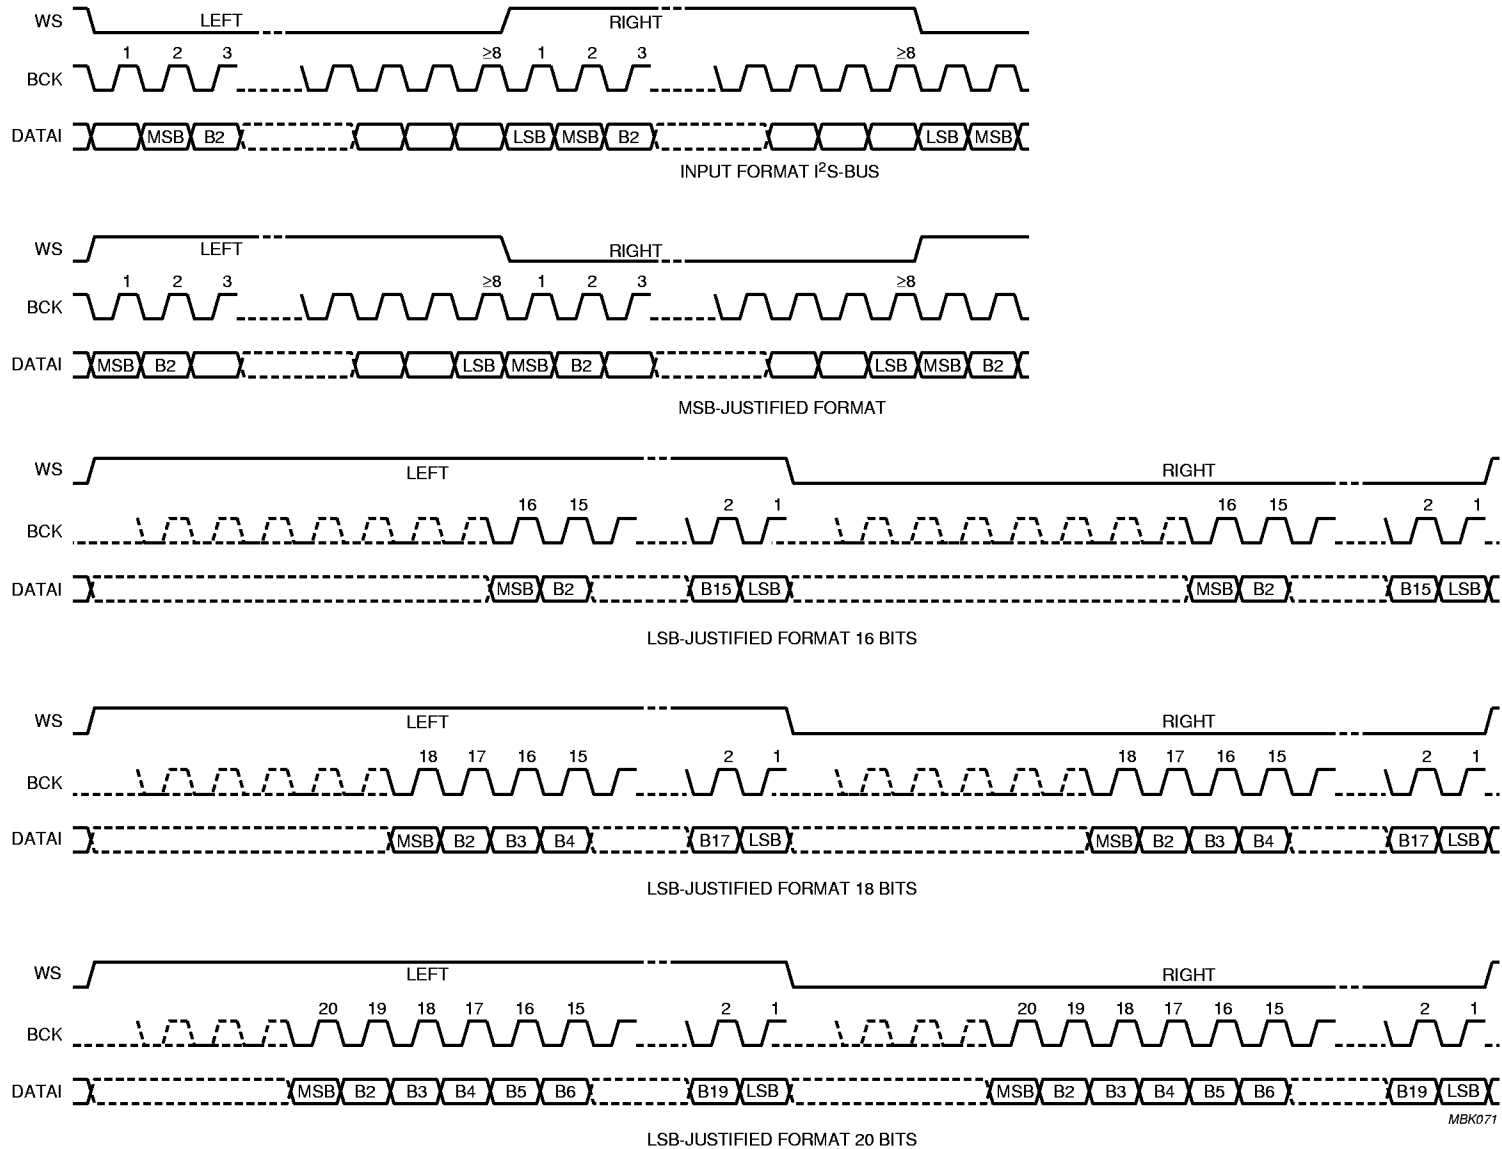 WS LEFT RIGHT
1 2 3 ≥8 1 2 3 ≥8
BCK
DATAI MSB B2 LSB MSB B2 LSB MSB
INPUT FORMAT I²S-BUS
WS LEFT RIGHT
1 2 3 ≥8 1 2 3 ≥8
BCK
DATAI MSB B2 LSB MSB B2 LSB MSB B2
MSB-JUSTIFIED FORMAT
WS LEFT RIGHT
16 15 2 1 16 15 2 1
BCK
DATAI MSB B2 B15 LSB MSB B2 B15 LSB
LSB-JUSTIFIED FORMAT 16 BITS
WS LEFT RIGHT
18 17 16 15 2 1 18 17 16 15 2 1
BCK
DATAI MSB B2 B3 B4 B17 LSB MSB B2 B3 B4 B17 LSB
LSB-JUSTIFIED FORMAT 18 BITS
WS LEFT RIGHT
20 19 18 17 16 15 2 1 20 19 18 17 16 15 2 1
BCK
DATAI MSB B2 B3 B4 B5 B6 B19 LSB MSB B2 B3 B4 B5 B6 B19 LSB
MBK071
LSB-JUSTIFIED FORMAT 20 BITS